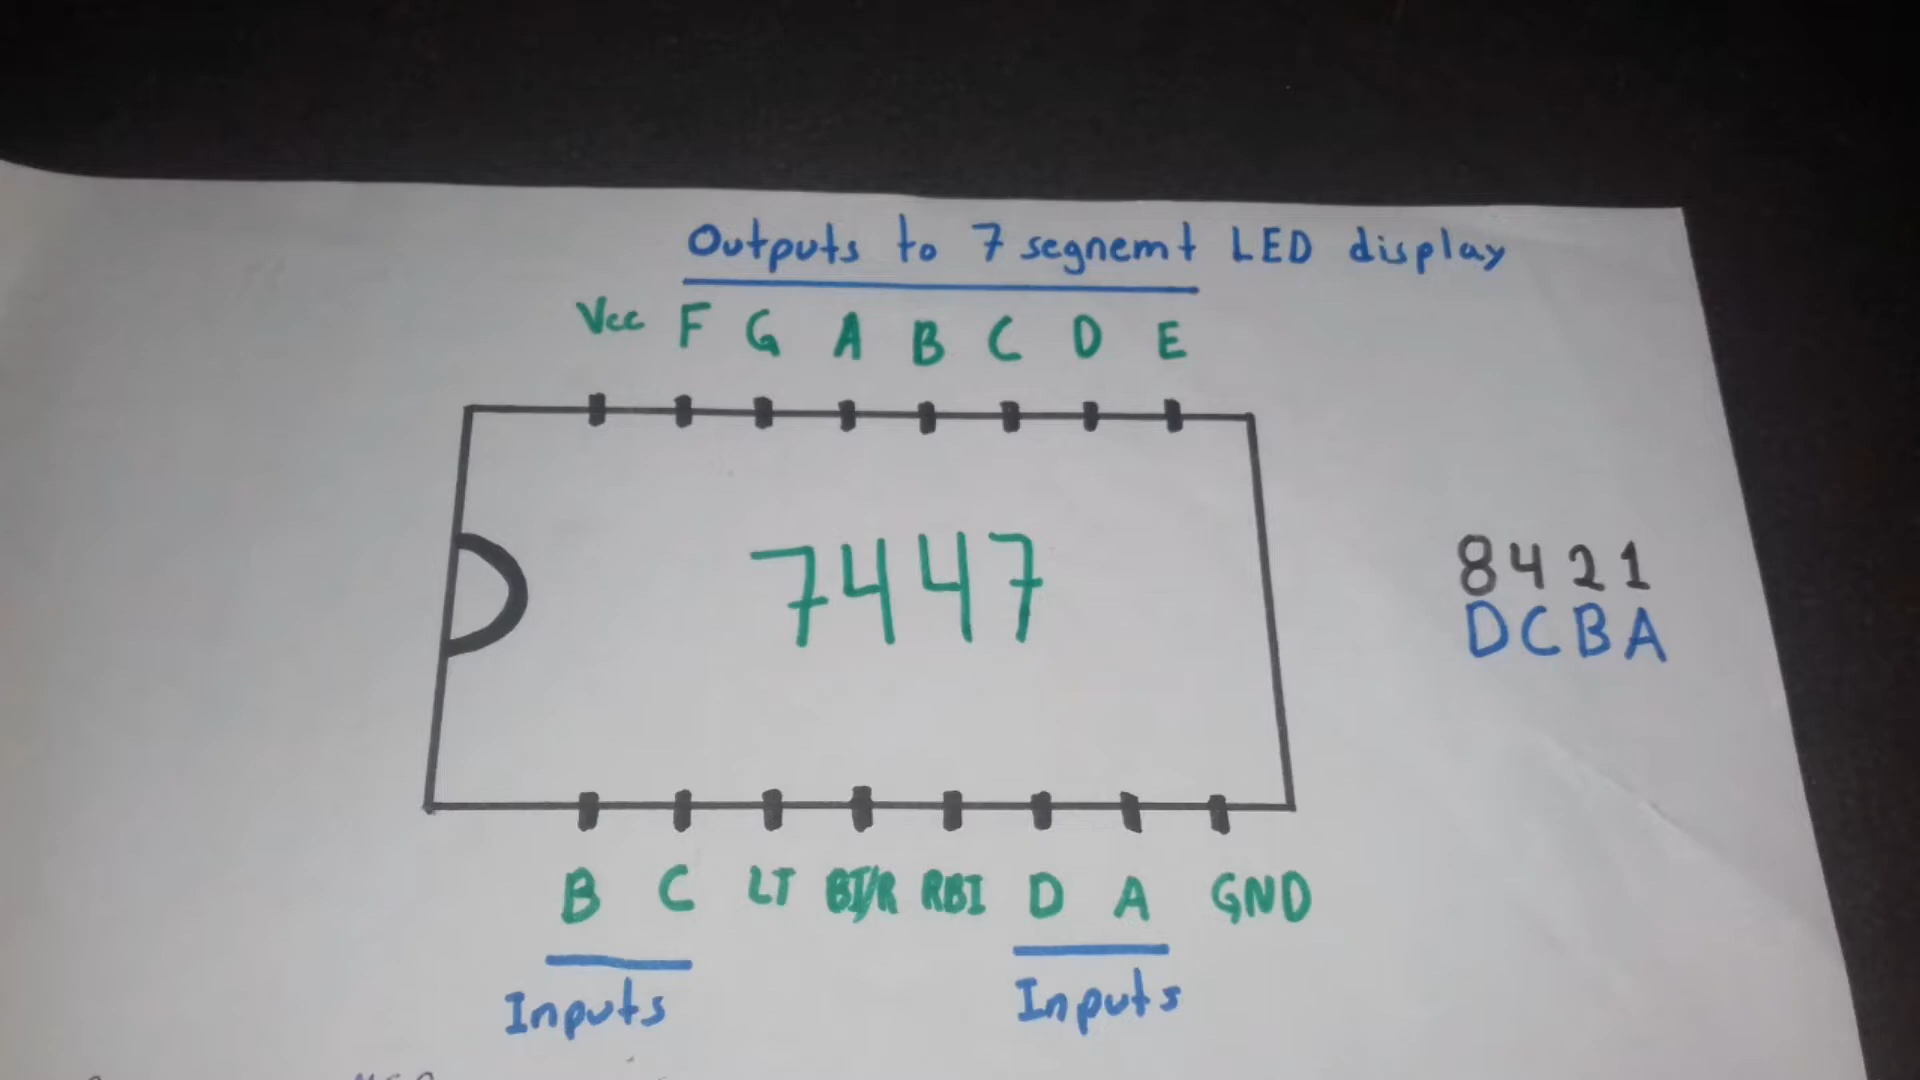 Outputs to 7 segnemt LED display
Vcc F G A B C D E
7447
8421
DCBA
B C LT BI/R RBI D A GND
Inputs Inputs